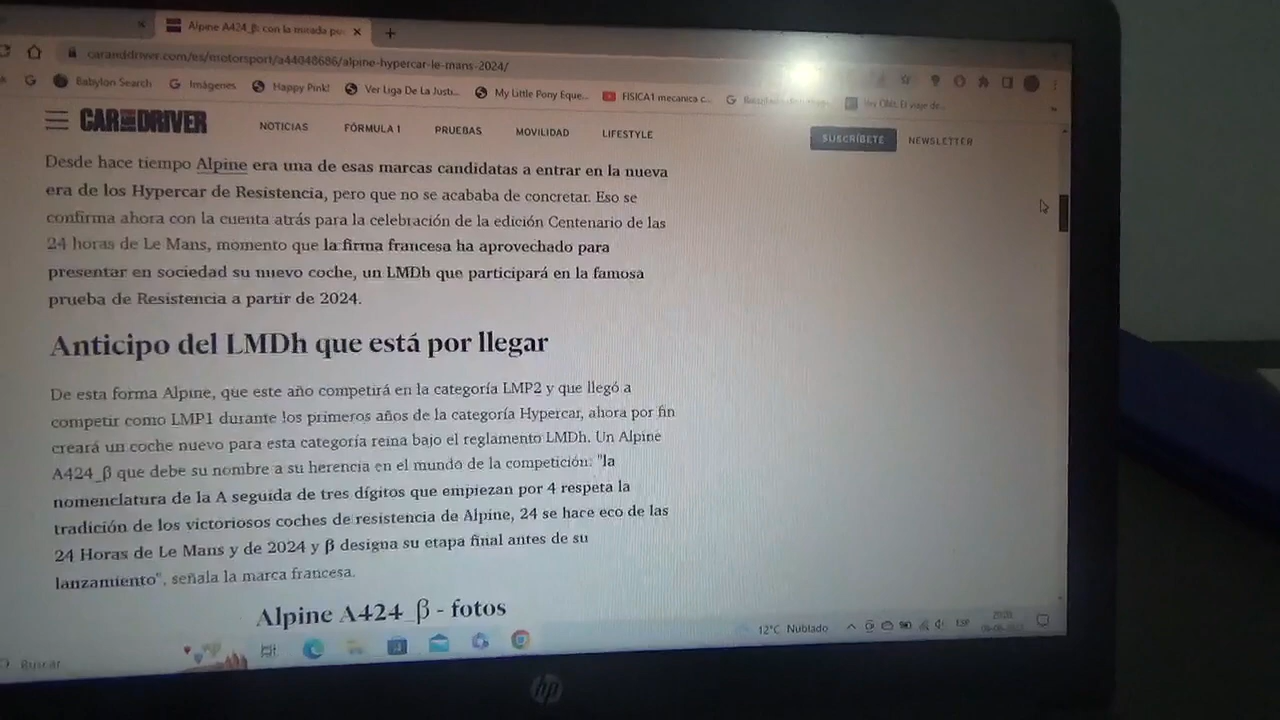 Alpine A424_β: con la mirada pu
caranddriver.com/es/motorsport/a44048686/alpine-hypercar-le-mans-2024/
Babylon Search Imágenes Happy Pink! Ver Liga De La Justi... My Little Pony Eque... FISICA1 mecanica c...
CAR AND DRIVER NOTICIAS FÓRMULA 1 PRUEBAS MOVILIDAD LIFESTYLE SUSCRÍBETE NEWSLETTER
Desde hace tiempo Alpine era una de esas marcas candidatas a entrar en la nueva
era de los Hypercar de Resistencia, pero que no se acababa de concretar. Eso se
confirma ahora con la cuenta atrás para la celebración de la edición Centenario de las
24 horas de Le Mans, momento que la firma francesa ha aprovechado para
presentar en sociedad su nuevo coche, un LMDh que participará en la famosa
prueba de Resistencia a partir de 2024.
Anticipo del LMDh que está por llegar
De esta forma Alpine, que este año competirá en la categoría LMP2 y que llegó a
competir como LMP1 durante los primeros años de la categoría Hypercar, ahora por fin
creará un coche nuevo para esta categoría reina bajo el reglamento LMDh. Un Alpine
A424_β que debe su nombre a su herencia en el mundo de la competición: "la
nomenclatura de la A seguida de tres dígitos que empiezan por 4 respeta la
tradición de los victoriosos coches de resistencia de Alpine, 24 se hace eco de las
24 Horas de Le Mans y de 2024 y β designa su etapa final antes de su
lanzamiento", señala la marca francesa.
Alpine A424_β - fotos
Buscar 12°C Nublado ESP
hp